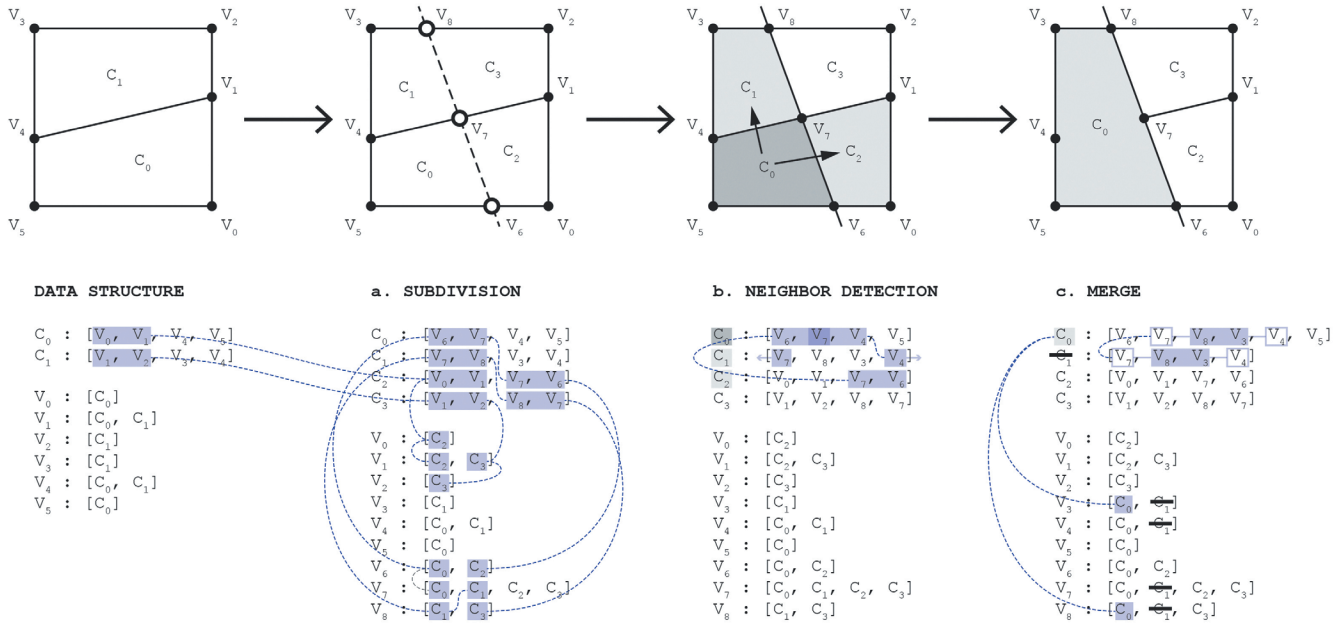 V3 V2 V3 V8 V2 V3 V8 V2 V3 V8 V2
C1 C1 C3 C1 C3 C3
V1 V1 V1 V1
V4 V4 V7 V4 V7 V4 C0 V7
C0 C0 C2 C0 C2 C2
V5 V0 V5 V6 V0 V5 V6 V0 V5 V6 V0
DATA STRUCTURE
C0 : [V0, V1, V4, V5]
C1 : [V1, V2, V3, V4]
V0 : [C0]
V1 : [C0, C1]
V2 : [C1]
V3 : [C1]
V4 : [C0, C1]
V5 : [C0]
a. SUBDIVISION
C0 : [V6, V7, V4, V5]
C1 : [V7, V8, V3, V4]
C2 : [V0, V1, V7, V6]
C3 : [V1, V2, V8, V7]
V0 : [C2]
V1 : [C2, C3]
V2 : [C3]
V3 : [C1]
V4 : [C0, C1]
V5 : [C0]
V6 : [C0, C2]
V7 : [C0, C1, C2, C3]
V8 : [C1, C3]
b. NEIGHBOR DETECTION
C0 : [V6, V7, V4, V5]
C1 : [V7, V8, V3, V4]
C2 : [V0, V1, V7, V6]
C3 : [V1, V2, V8, V7]
V0 : [C2]
V1 : [C2, C3]
V2 : [C3]
V3 : [C1]
V4 : [C0, C1]
V5 : [C0]
V6 : [C0, C2]
V7 : [C0, C1, C2, C3]
V8 : [C1, C3]
c. MERGE
C0 : [V6, V7, V8, V3, V4, V5]
C1 : [V7, V8, V3, V4]
C2 : [V0, V1, V7, V6]
C3 : [V1, V2, V8, V7]
V0 : [C2]
V1 : [C2, C3]
V2 : [C3]
V3 : [C0, C1]
V4 : [C0, C1]
V5 : [C0]
V6 : [C0, C2]
V7 : [C0, C1, C2, C3]
V8 : [C0, C1, C3]